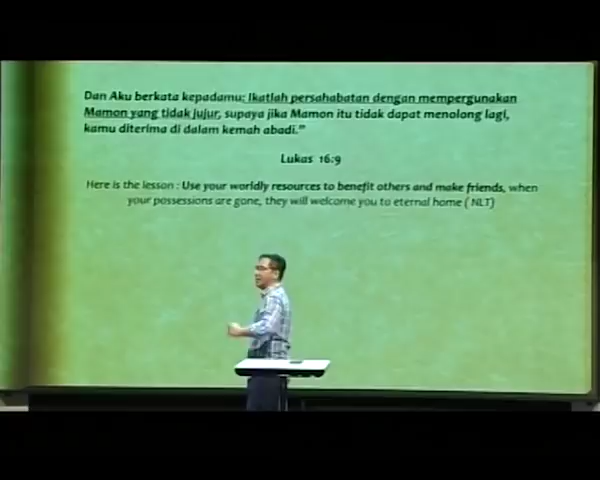 Dan Aku berkata kepadamu: Ikatlah persahabatan dengan mempergunakan
Mamon yang tidak jujur, supaya jika Mamon itu tidak dapat menolong lagi,
kamu diterima di dalam kemah abadi."
Lukas 16:9
Here is the lesson : Use your worldly resources to benefit others and make friends, when
your possessions are gone, they will welcome you to eternal home ( NLT)